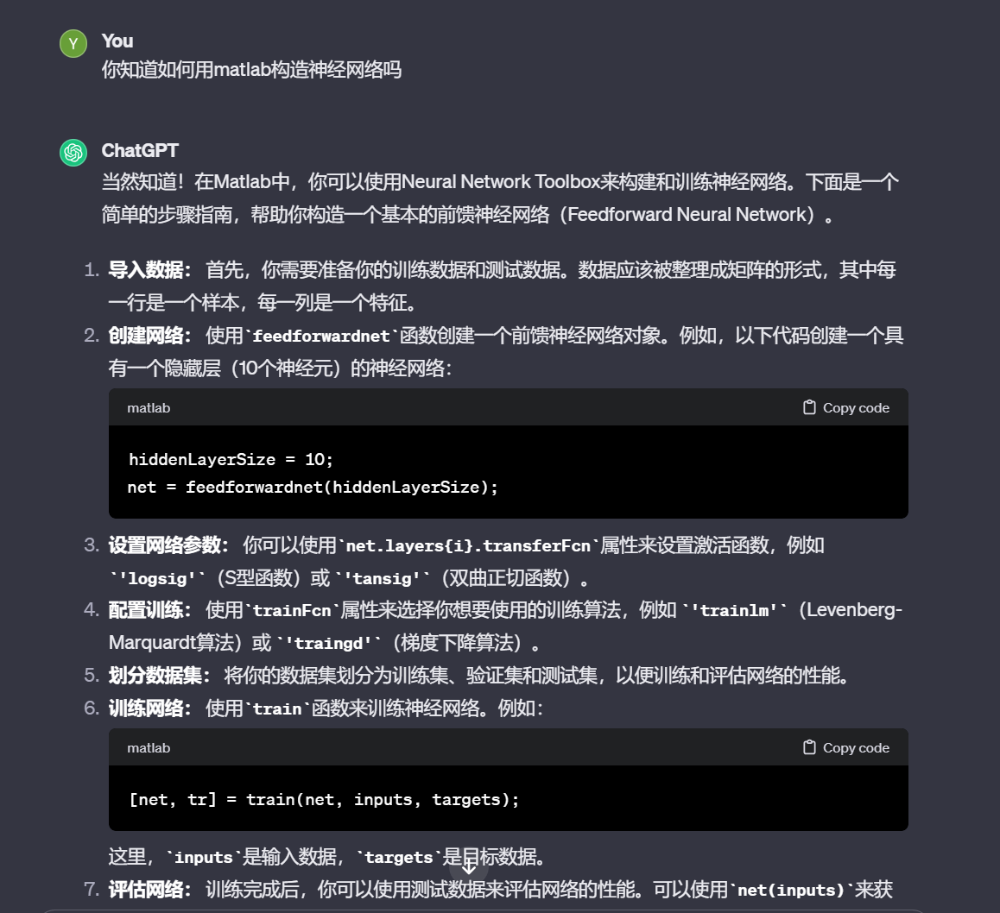 Y
You
你知道如何用matlab构造神经网络吗
ChatGPT
当然知道！在Matlab中，你可以使用Neural Network Toolbox来构建和训练神经网络。下面是一个
简单的步骤指南，帮助你构造一个基本的前馈神经网络（Feedforward Neural Network）。
1. 导入数据： 首先，你需要准备你的训练数据和测试数据。数据应该被整理成矩阵的形式，其中每
一行是一个样本，每一列是一个特征。
2. 创建网络： 使用`feedforwardnet`函数创建一个前馈神经网络对象。例如，以下代码创建一个具
有一个隐藏层（10个神经元）的神经网络：
matlab Copy code
hiddenLayerSize = 10;
net = feedforwardnet(hiddenLayerSize);
3. 设置网络参数： 你可以使用`net.layers{i}.transferFcn`属性来设置激活函数，例如
`'logsig'`（S型函数）或 `'tansig'`（双曲正切函数）。
4. 配置训练： 使用`trainFcn`属性来选择你想要使用的训练算法，例如 `'trainlm'`（Levenberg-
Marquardt算法）或 `'traingd'`（梯度下降算法）。
5. 划分数据集： 将你的数据集划分为训练集、验证集和测试集，以便训练和评估网络的性能。
6. 训练网络： 使用`train`函数来训练神经网络。例如：
matlab Copy code
[net, tr] = train(net, inputs, targets);
这里，`inputs`是输入数据，`targets`是目标数据。
7. 评估网络： 训练完成后，你可以使用测试数据来评估网络的性能。可以使用`net(inputs)`来获